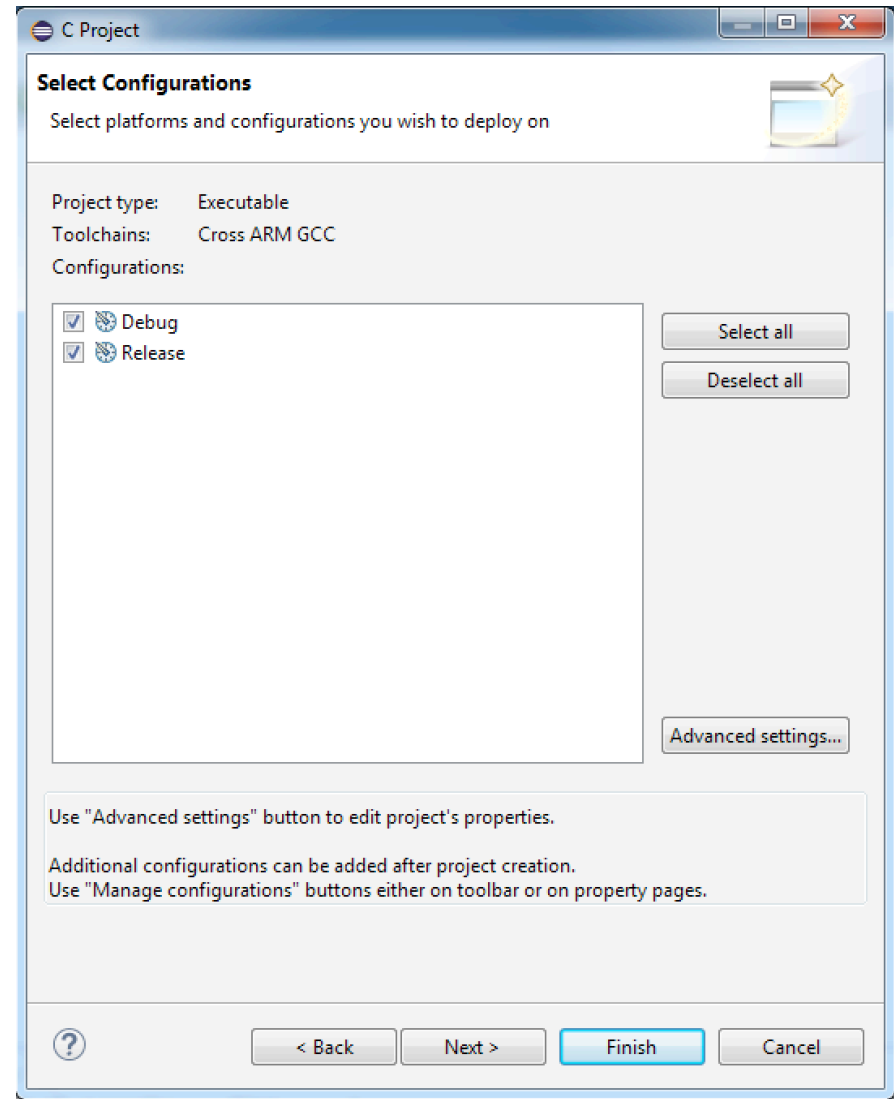 C Project
Select Configurations
Select platforms and configurations you wish to deploy on
Project type: Executable
Toolchains: Cross ARM GCC
Configurations:
Debug
Release
Select all
Deselect all
Advanced settings...
Use "Advanced settings" button to edit project's properties.
Additional configurations can be added after project creation.
Use "Manage configurations" buttons either on toolbar or on property pages.
?
< Back
Next >
Finish
Cancel